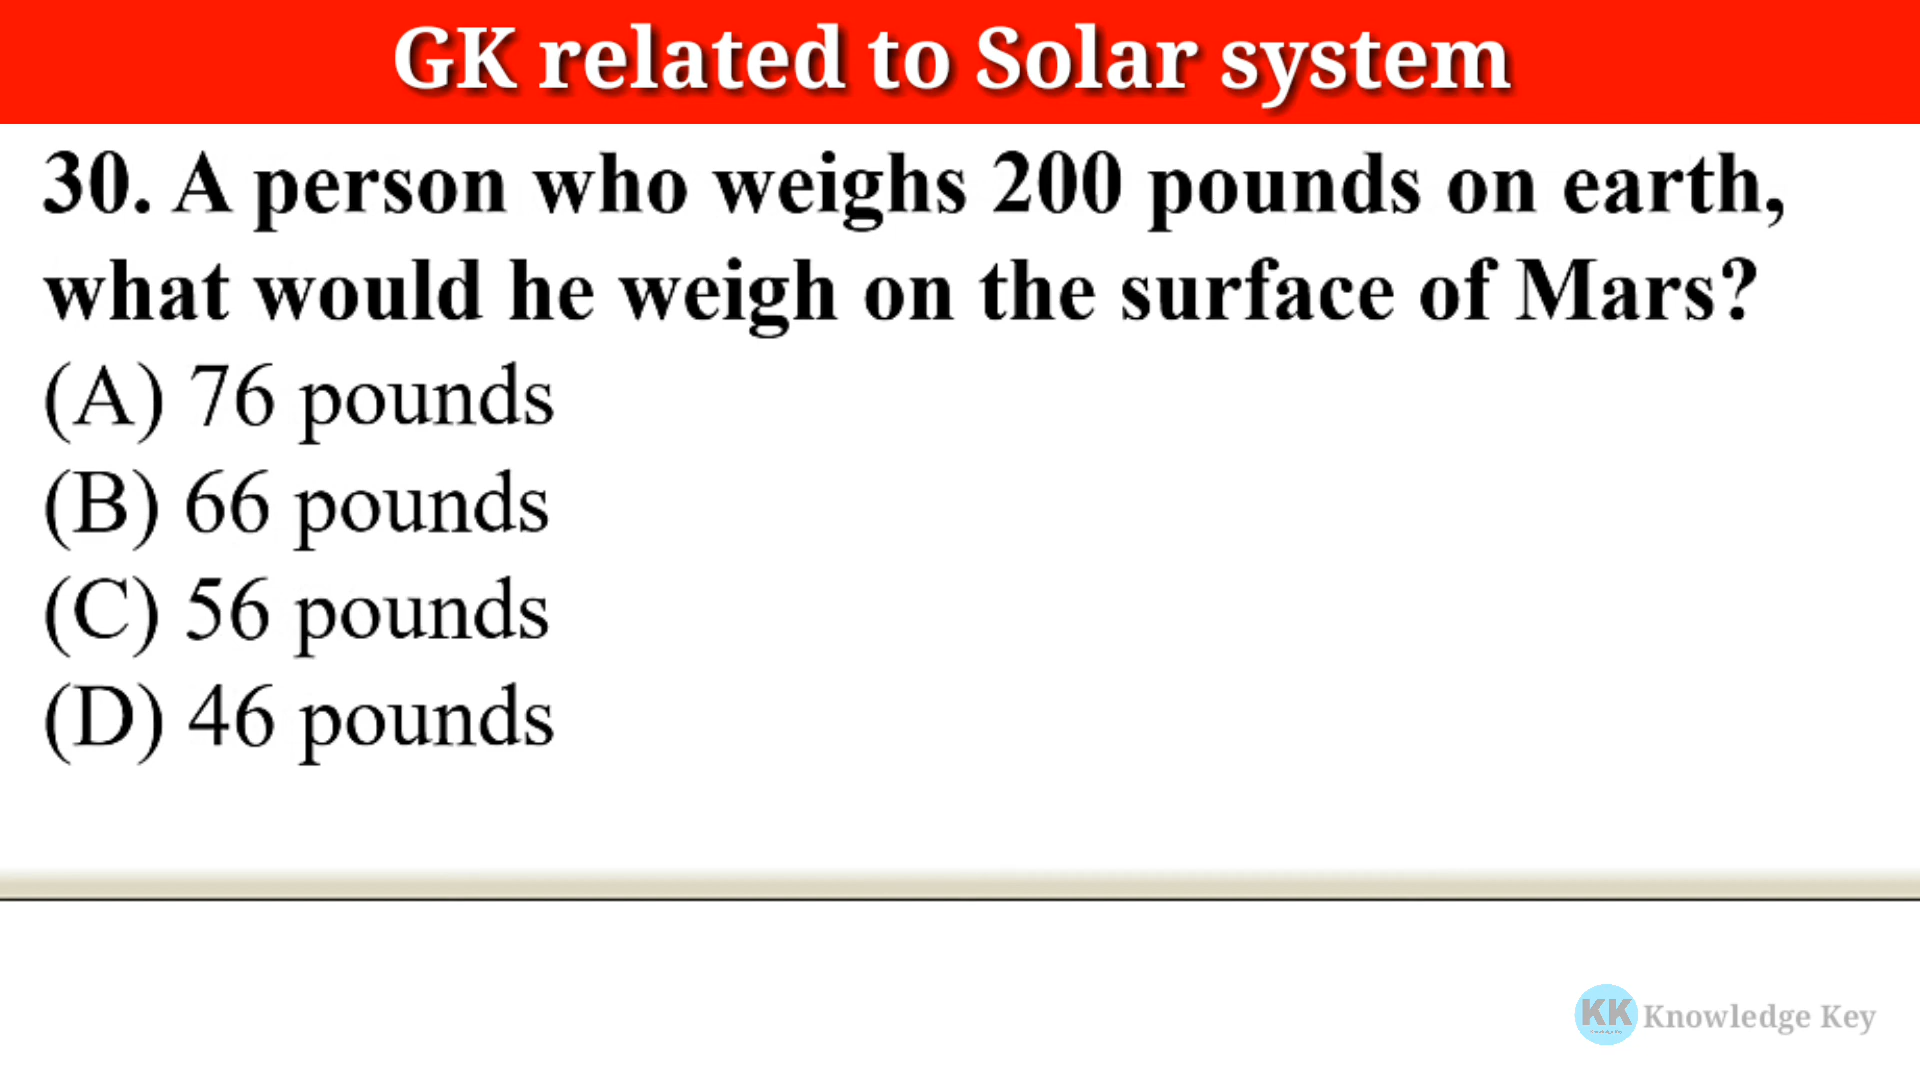 GK related to Solar system
30. A person who weighs 200 pounds on earth,
what would he weigh on the surface of Mars?
(A) 76 pounds
(B) 66 pounds
(C) 56 pounds
(D) 46 pounds
KK Knowledge Key